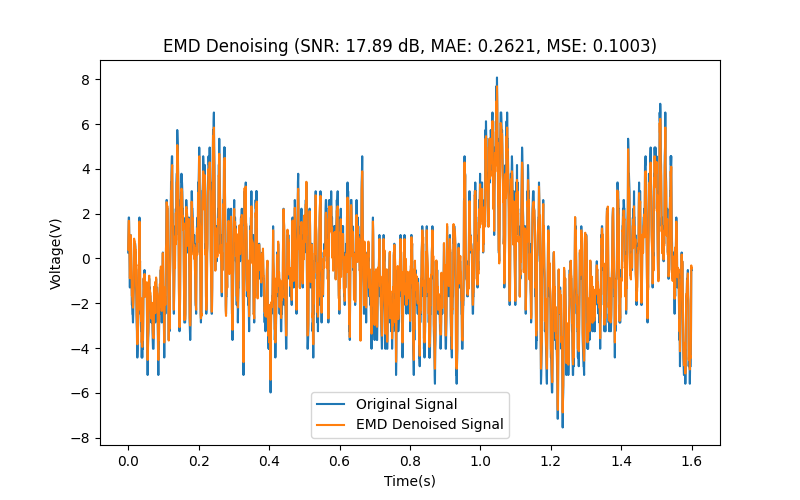 EMD Denoising (SNR: 17.89 dB, MAE: 0.2621, MSE: 0.1003)
Voltage(V)
8
6
4
2
0
−2
−4
−6
−8
Original Signal
EMD Denoised Signal
0.0 0.2 0.4 0.6 0.8 1.0 1.2 1.4 1.6
Time(s)